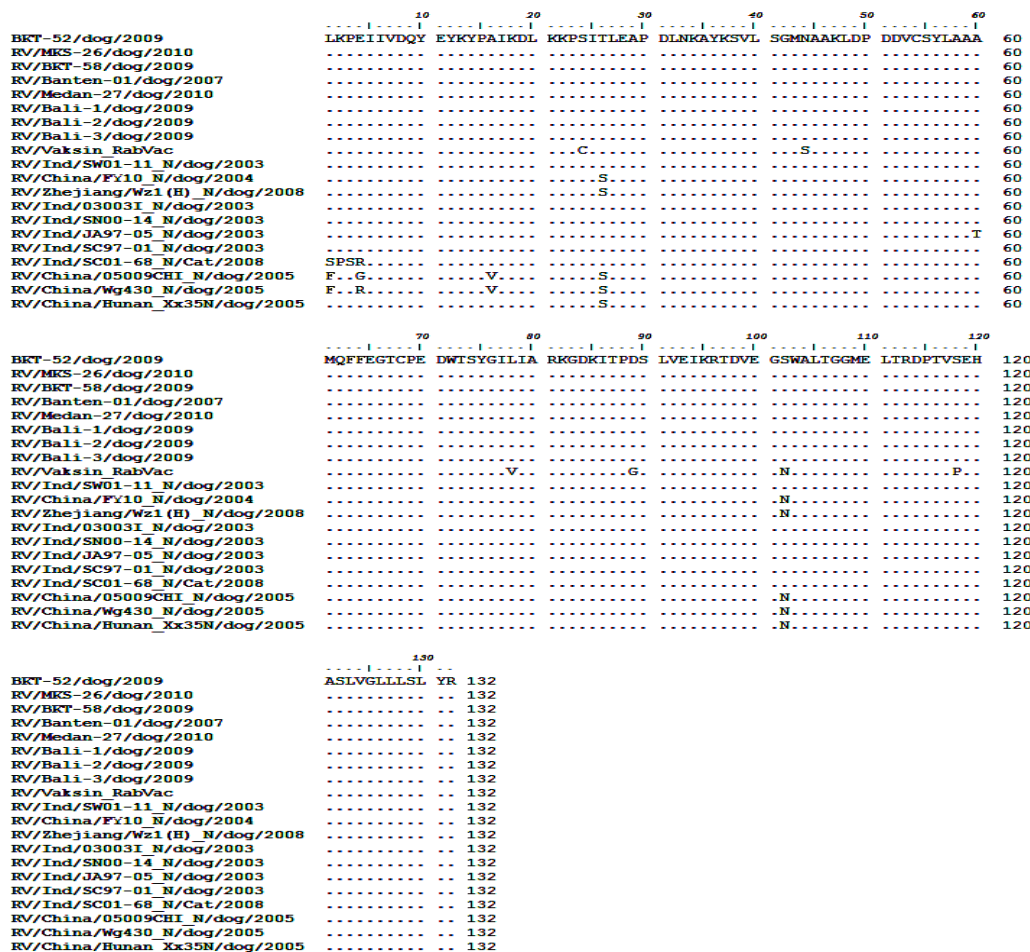 10 20 30 40 50 60
....|....| ....|....| ....|....| ....|....| ....|....| ....|....|
BKT-52/dog/2009 LKPEIIVDQY EYKYPAIKDL KKPSITLEAP DLNKAYKSVL SGMNAAKLDP DDVCSYLAAA 60
RV/MKS-26/dog/2010 .......... .......... .......... .......... .......... .......... 60
RV/BKT-58/dog/2009 .......... .......... .......... .......... .......... .......... 60
RV/Banten-01/dog/2007 .......... .......... .......... .......... .......... .......... 60
RV/Medan-27/dog/2010 .......... .......... .......... .......... .......... .......... 60
RV/Bali-1/dog/2009 .......... .......... .......... .......... .......... .......... 60
RV/Bali-2/dog/2009 .......... .......... .......... .......... .......... .......... 60
RV/Bali-3/dog/2009 .......... .......... .......... .......... .......... .......... 60
RV/Vaksin_RabVac .......... .......... ...C...... .......... ...S...... .......... 60
RV/Ind/SW01-11_N/dog/2003 .......... .......... .......... .......... .......... .......... 60
RV/China/FY10_N/dog/2004 .......... .......... .....S.... .......... .......... .......... 60
RV/Zhejiang/Wz1(H)_N/dog/2008 .......... .......... .....S.... .......... .......... .......... 60
RV/Ind/03003I_N/dog/2003 .......... .......... .......... .......... .......... .......... 60
RV/Ind/SN00-14_N/dog/2003 .......... .......... .......... .......... .......... .......... 60
RV/Ind/JA97-05_N/dog/2003 .......... .......... .......... .......... .......... .........T 60
RV/Ind/SC97-01_N/dog/2003 .......... .......... .......... .......... .......... .......... 60
RV/Ind/SC01-68_N/Cat/2008 SPSR...... .......... .......... .......... .......... .......... 60
RV/China/05009CHI_N/dog/2005 F..G...... .....V.... .....S.... .......... .......... .......... 60
RV/China/Wg430_N/dog/2005 F..R...... .....V.... .....S.... .......... .......... .......... 60
RV/China/Hunan_Xx35N/dog/2005 .......... .......... .....S.... .......... .......... .......... 60
70 80 90 100 110 120
....|....| ....|....| ....|....| ....|....| ....|....| ....|....|
BKT-52/dog/2009 MQFFEGTCPE DWTSYGILIA RKGDKITPDS LVEIKRTDVE GSWALTGGME LTRDPTVSEH 120
RV/MKS-26/dog/2010 .......... .......... .......... .......... .......... .......... 120
RV/BKT-58/dog/2009 .......... .......... .......... .......... .......... .......... 120
RV/Banten-01/dog/2007 .......... .......... .......... .......... .......... .......... 120
RV/Medan-27/dog/2010 .......... .......... .......... .......... .......... .......... 120
RV/Bali-1/dog/2009 .......... .......... .......... .......... .......... .......... 120
RV/Bali-2/dog/2009 .......... .......... .......... .......... .......... .......... 120
RV/Bali-3/dog/2009 .......... .......... .......... .......... .......... .......... 120
RV/Vaksin_RabVac .......... .......V.. ........G. .......... .N........ .......P.. 120
RV/Ind/SW01-11_N/dog/2003 .......... .......... .......... .......... .......... .......... 120
RV/China/FY10_N/dog/2004 .......... .......... .......... .......... .N........ .......... 120
RV/Zhejiang/Wz1(H)_N/dog/2008 .......... .......... .......... .......... .N........ .......... 120
RV/Ind/03003I_N/dog/2003 .......... .......... .......... .......... .......... .......... 120
RV/Ind/SN00-14_N/dog/2003 .......... .......... .......... .......... .......... .......... 120
RV/Ind/JA97-05_N/dog/2003 .......... .......... .......... .......... .......... .......... 120
RV/Ind/SC97-01_N/dog/2003 .......... .......... .......... .......... .......... .......... 120
RV/Ind/SC01-68_N/Cat/2008 .......... .......... .......... .......... .......... .......... 120
RV/China/05009CHI_N/dog/2005 .......... .......... .......... .......... .N........ .......... 120
RV/China/Wg430_N/dog/2005 .......... .......... .......... .......... .N........ .......... 120
RV/China/Hunan_Xx35N/dog/2005 .......... .......... .......... .......... .N........ .......... 120
130
....|....| ..
BKT-52/dog/2009 ASLVGLLLSL YR 132
RV/MKS-26/dog/2010 .......... .. 132
RV/BKT-58/dog/2009 .......... .. 132
RV/Banten-01/dog/2007 .......... .. 132
RV/Medan-27/dog/2010 .......... .. 132
RV/Bali-1/dog/2009 .......... .. 132
RV/Bali-2/dog/2009 .......... .. 132
RV/Bali-3/dog/2009 .......... .. 132
RV/Vaksin_RabVac .......... .. 132
RV/Ind/SW01-11_N/dog/2003 .......... .. 132
RV/China/FY10_N/dog/2004 .......... .. 132
RV/Zhejiang/Wz1(H)_N/dog/2008 .......... .. 132
RV/Ind/03003I_N/dog/2003 .......... .. 132
RV/Ind/SN00-14_N/dog/2003 .......... .. 132
RV/Ind/JA97-05_N/dog/2003 .......... .. 132
RV/Ind/SC97-01_N/dog/2003 .......... .. 132
RV/Ind/SC01-68_N/Cat/2008 .......... .. 132
RV/China/05009CHI_N/dog/2005 .......... .. 132
RV/China/Wg430_N/dog/2005 .......... .. 132
RV/China/Hunan_Xx35N/dog/2005 .......... .. 132